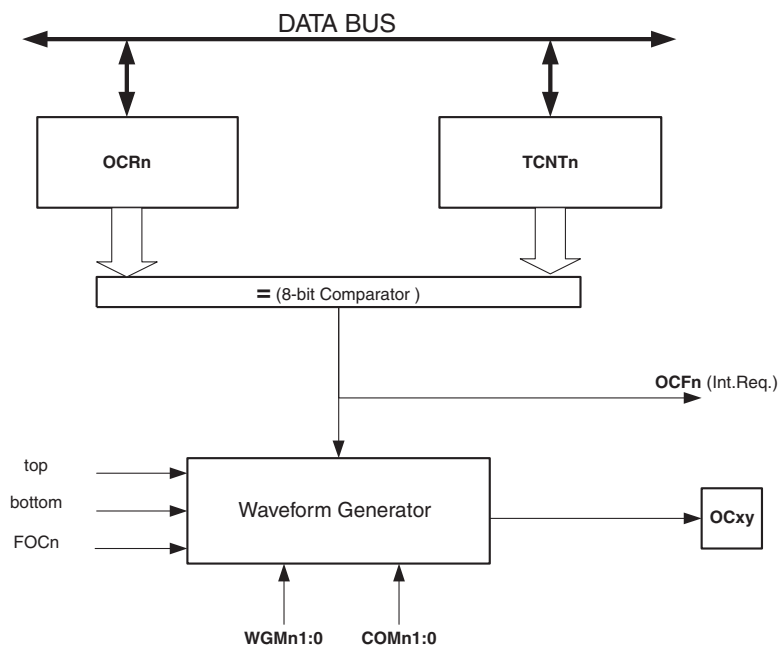 DATA BUS
OCRn
TCNTn
= (8-bit Comparator )
OCFn (Int.Req.)
top
bottom
FOCn
Waveform Generator
OCxy
WGMn1:0
COMn1:0